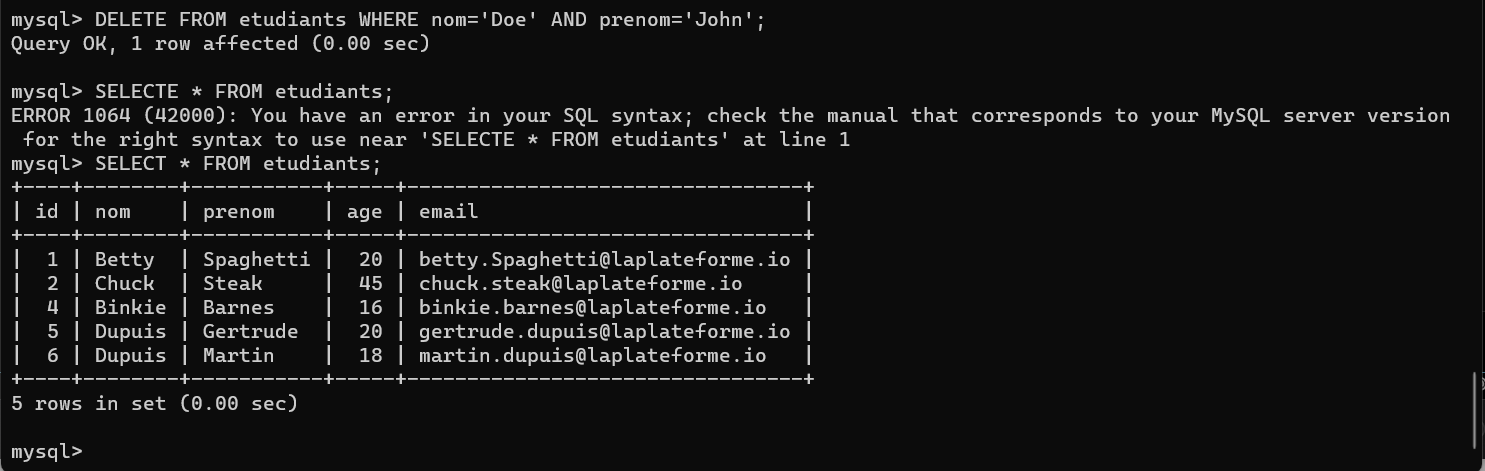 mysql> DELETE FROM etudiants WHERE nom='Doe' AND prenom='John';
Query OK, 1 row affected (0.00 sec)

mysql> SELECTE * FROM etudiants;
ERROR 1064 (42000): You have an error in your SQL syntax; check the manual that corresponds to your MySQL server version
 for the right syntax to use near 'SELECTE * FROM etudiants' at line 1
mysql> SELECT * FROM etudiants;
+----+--------+-----------+-----+---------------------------------+
| id | nom    | prenom    | age | email                           |
+----+--------+-----------+-----+---------------------------------+
|  1 | Betty  | Spaghetti |  20 | betty.Spaghetti@laplateforme.io |
|  2 | Chuck  | Steak     |  45 | chuck.steak@laplateforme.io     |
|  4 | Binkie | Barnes    |  16 | binkie.barnes@laplateforme.io   |
|  5 | Dupuis | Gertrude  |  20 | gertrude.dupuis@laplateforme.io |
|  6 | Dupuis | Martin    |  18 | martin.dupuis@laplateforme.io   |
+----+--------+-----------+-----+---------------------------------+
5 rows in set (0.00 sec)

mysql>